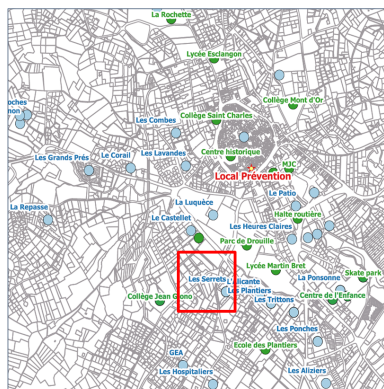 La Rochette
Lycée Esclangon
Collège Mont d'Or
oches
non
Collège Saint Charles
Les Combes
Centre historique
Les Grands Prés
Le Corail
Les Lavandes
MJC
Local Prévention
Le Patio
La Repasse
La Luquèce
Halte routière
Le Castellet
Les Heures Claires
Parc de Drouille
Lycée Martin Bret
Skate park
Les Serrets
L'Alicante
La Ponsonne
Les Plantiers
Collège Jean Giono
Les Trittons
Centre de l'Enfance
Les Ponches
Ecole des Plantiers
GEA
Les Hospitaliers
Les Aliziers